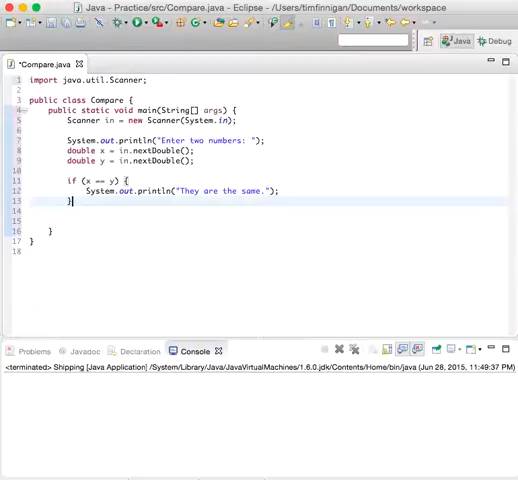 Java - Practice/src/Compare.java - Eclipse - /Users/timfinnigan/Documents/workspace
Java
Debug
*Compare.java
1 import java.util.Scanner;
2
3 public class Compare {
4 public static void main(String[] args) {
5 Scanner in = new Scanner(System.in);
6
7 System.out.println("Enter two numbers: ");
8 double x = in.nextDouble();
9 double y = in.nextDouble();
10
11 if (x == y) {
12 System.out.println("They are the same.");
13 }
14
15
16 }
17 }
18
Problems @ Javadoc Declaration Console
<terminated> Shipping [Java Application] /System/Library/Java/JavaVirtualMachines/1.6.0.jdk/Contents/Home/bin/java (Jun 28, 2015, 11:49:37 PM)